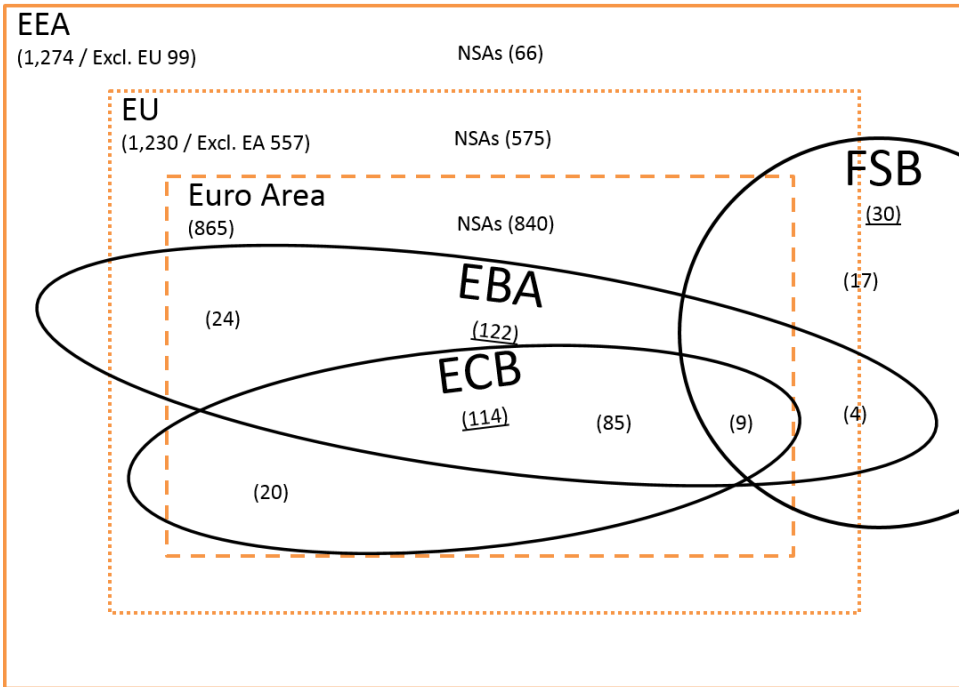 EEA
(1,274 / Excl. EU 99)
NSAs (66)
EU
(1,230 / Excl. EA 557)
NSAs (575)
FSB
(30)
Euro Area
(865)
NSAs (840)
(17)
EBA
(122)
(24)
ECB
(114)
(85)
(9)
(4)
(20)